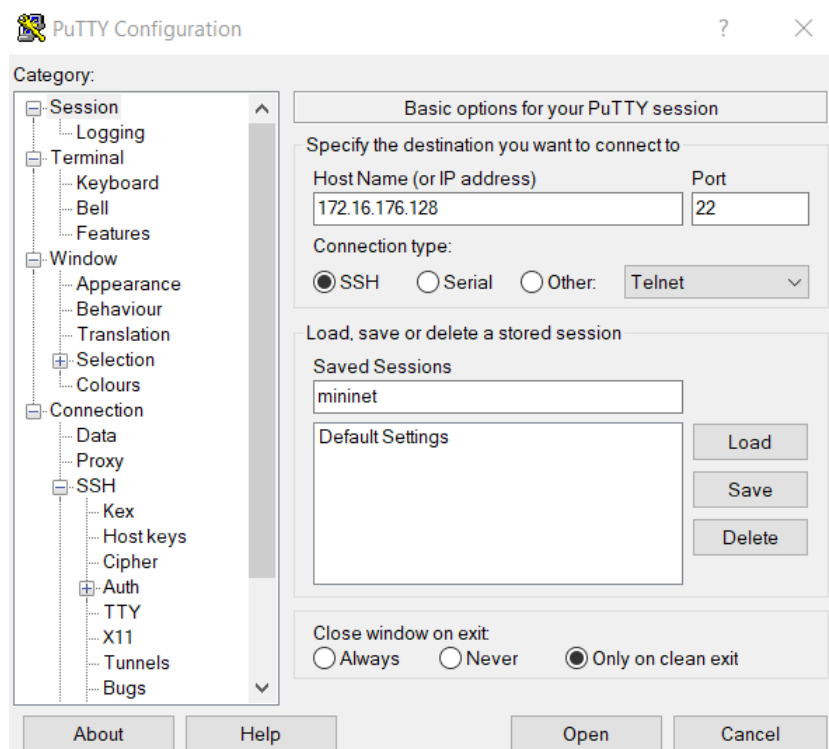 PuTTY Configuration
?
Category:
Session
Logging
Terminal
Keyboard
Bell
Features
Window
Appearance
Behaviour
Translation
Selection
Colours
Connection
Data
Proxy
SSH
Kex
Host keys
Cipher
Auth
TTY
X11
Tunnels
Bugs
Basic options for your PuTTY session
Specify the destination you want to connect to
Host Name (or IP address) Port
172.16.176.128 22
Connection type:
SSH Serial Other: Telnet
Load, save or delete a stored session
Saved Sessions
mininet
Default Settings
Load
Save
Delete
Close window on exit:
Always Never Only on clean exit
About Help Open Cancel